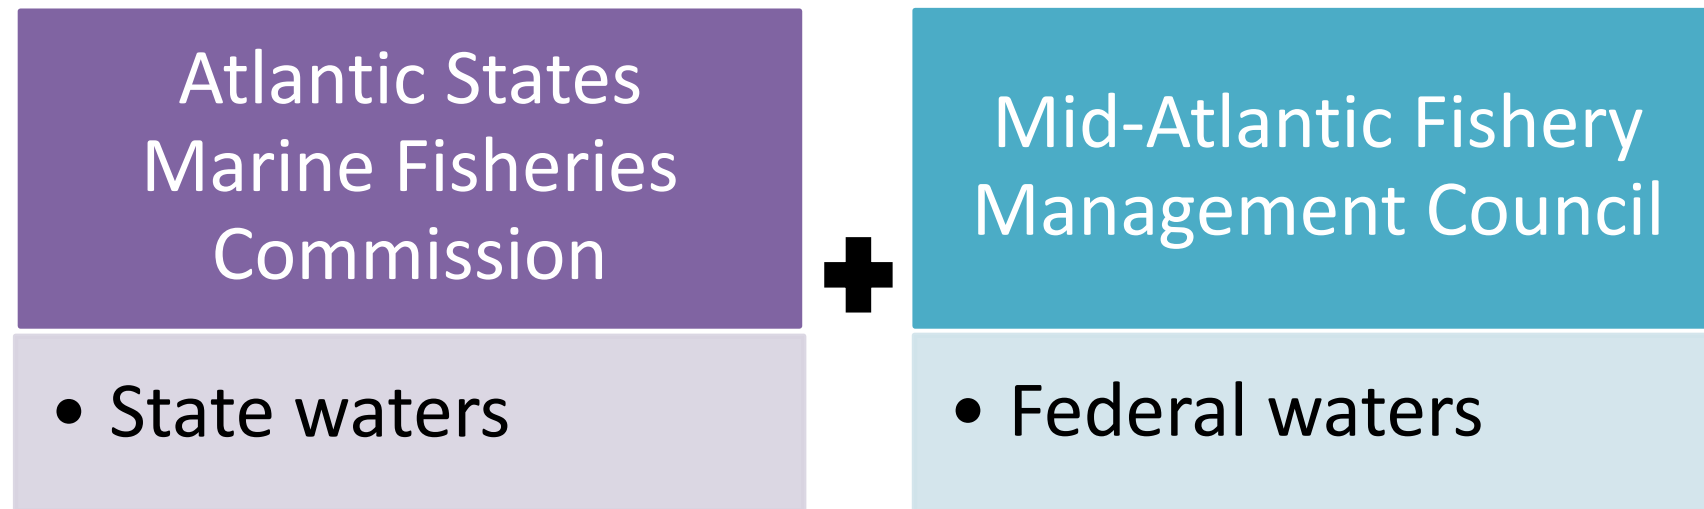 Atlantic States
Marine Fisheries
Commission
• State waters
Mid-Atlantic Fishery
Management Council
• Federal waters